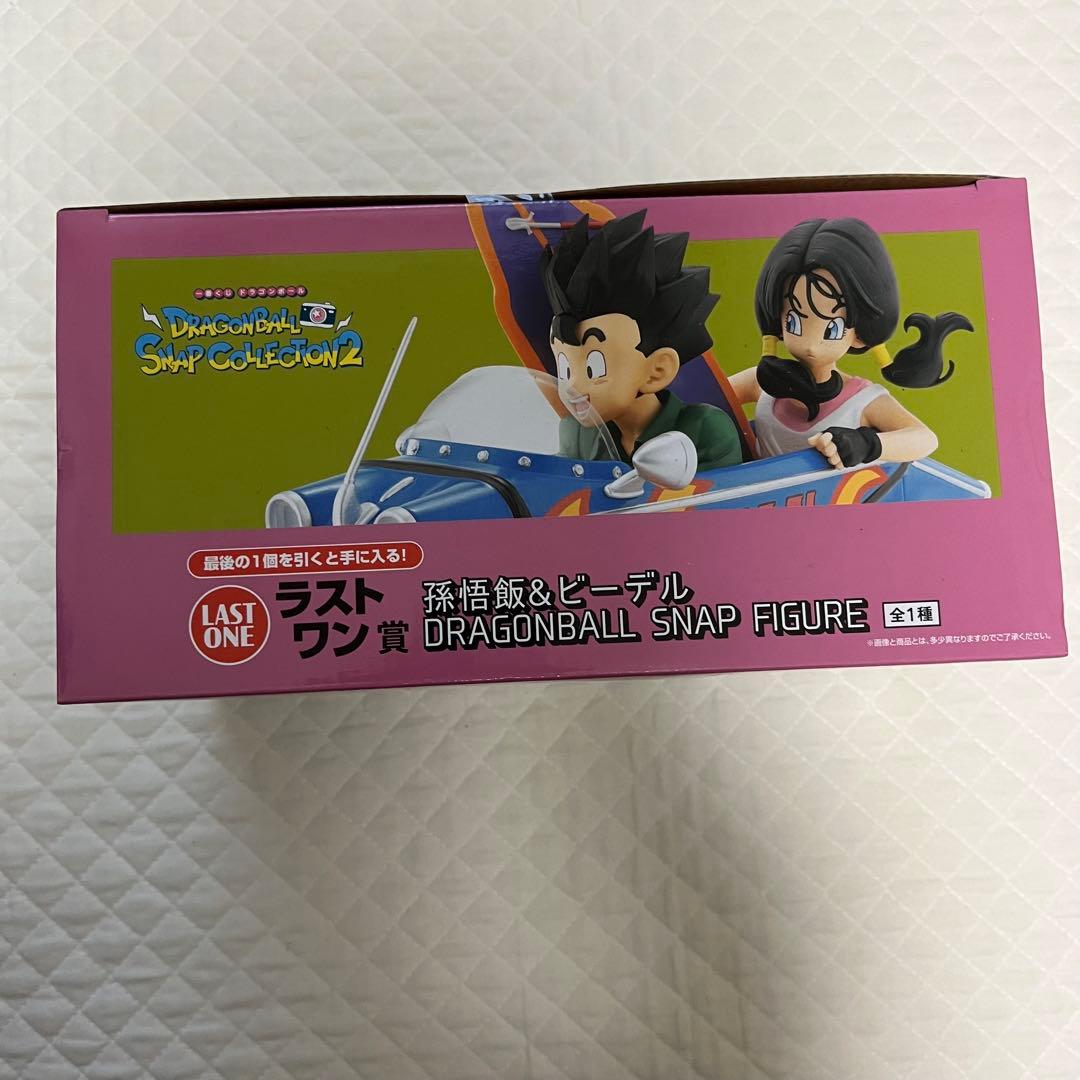 一番くじ ドラゴンボール
DRAGONBALL
SNAP COLLECTION2
最後の1個を引くと手に入る!
LAST
ONE
ラスト
ワン賞
孫悟飯&ビーデル
DRAGONBALL SNAP FIGURE
全1種
※画像と商品とは、多少異なりますのでご了承ください。